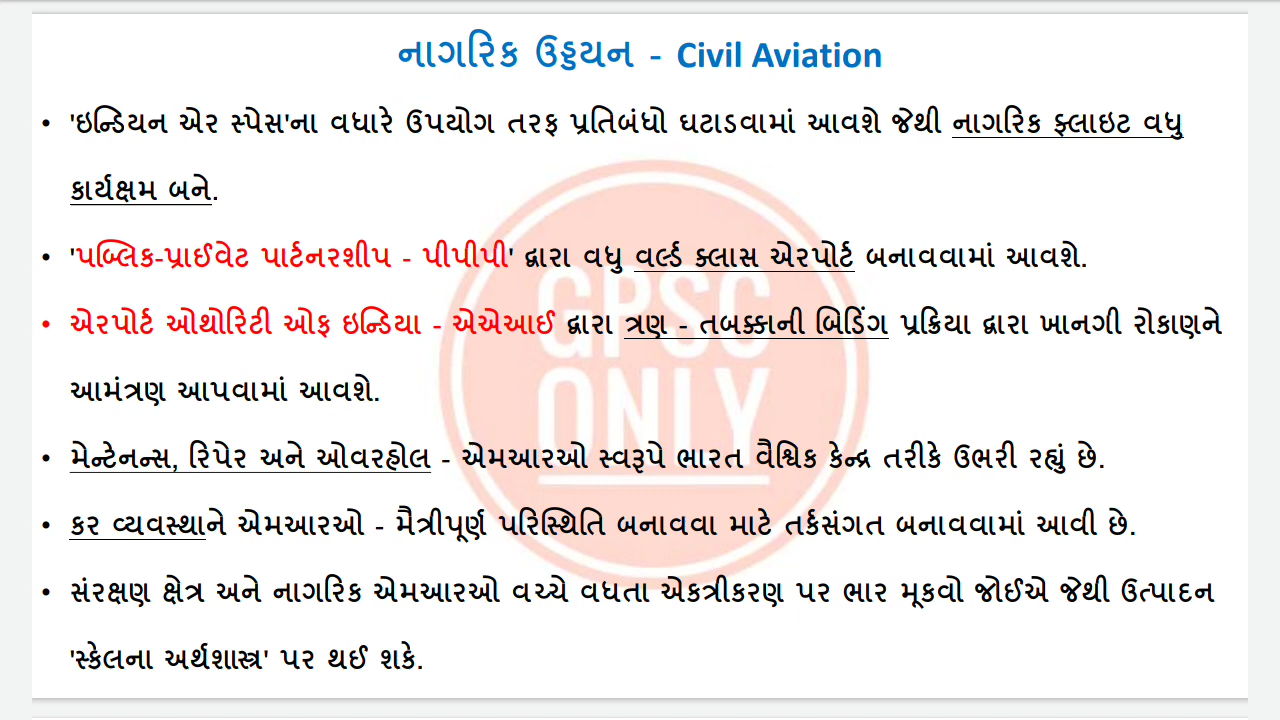 નાગરિક ઉડ્ડયન - Civil Aviation
• 'ઇન્ડિયન એર સ્પેસ'ના વધારે ઉપયોગ તરફ પ્રતિબંધો ઘટાડવામાં આવશે જેથી નાગરિક ફ્લાઇટ વધુ
કાર્યક્ષમ બને.
• 'પબ્લિક-પ્રાઈવેટ પાર્ટનરશીપ - પીપીપી' દ્વારા વધુ વર્લ્ડ ક્લાસ એરપોર્ટ બનાવવામાં આવશે.
• એરપોર્ટ ઓથોરિટી ઓફ ઇન્ડિયા - એએઆઈ દ્વારા ત્રણ - તબક્કાની બિડિંગ પ્રક્રિયા દ્વારા ખાનગી રોકાણને
આમંત્રણ આપવામાં આવશે.
• મેન્ટેનન્સ, રિપેર અને ઓવરહોલ - એમઆરઓ સ્વરૂપે ભારત વૈશ્વિક કેન્દ્ર તરીકે ઉભરી રહ્યું છે.
• કર વ્યવસ્થાને એમઆરઓ - મૈત્રીપૂર્ણ પરિસ્થિતિ બનાવવા માટે તર્કસંગત બનાવવામાં આવી છે.
• સંરક્ષણ ક્ષેત્ર અને નાગરિક એમઆરઓ વચ્ચે વધતા એકત્રીકરણ પર ભાર મૂકવો જોઈએ જેથી ઉત્પાદન
'સ્કેલના અર્થશાસ્ત્ર' પર થઈ શકે.
GPSC
ONLY